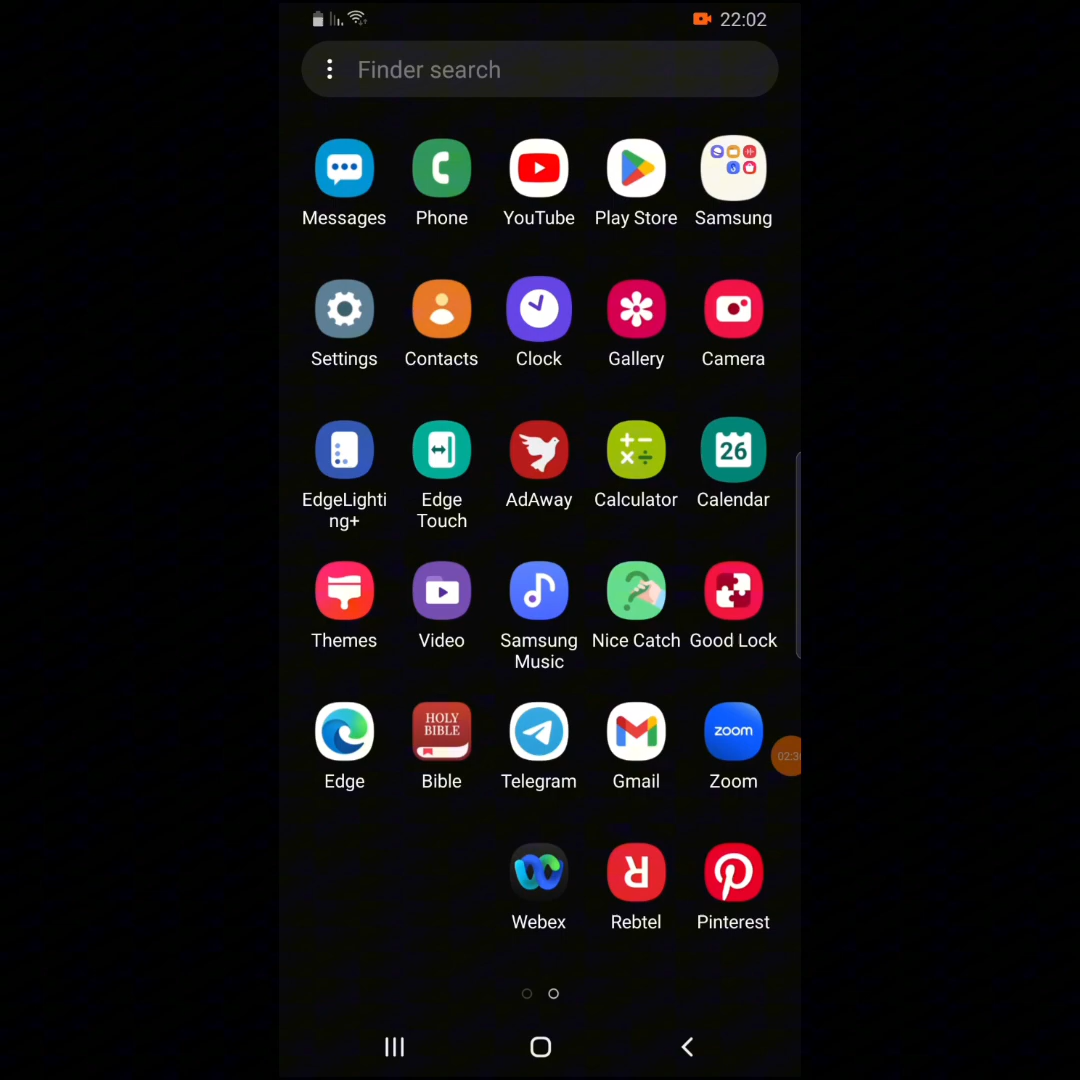 22:02
Finder search
Messages Phone YouTube Play Store Samsung
Settings Contacts Clock Gallery Camera
26
EdgeLighti
ng+
Edge
Touch
AdAway Calculator Calendar
Themes Video Samsung
Music
Nice Catch Good Lock
HOLY
BIBLE
zoom
Edge Bible Telegram Gmail Zoom
Webex Rebtel Pinterest